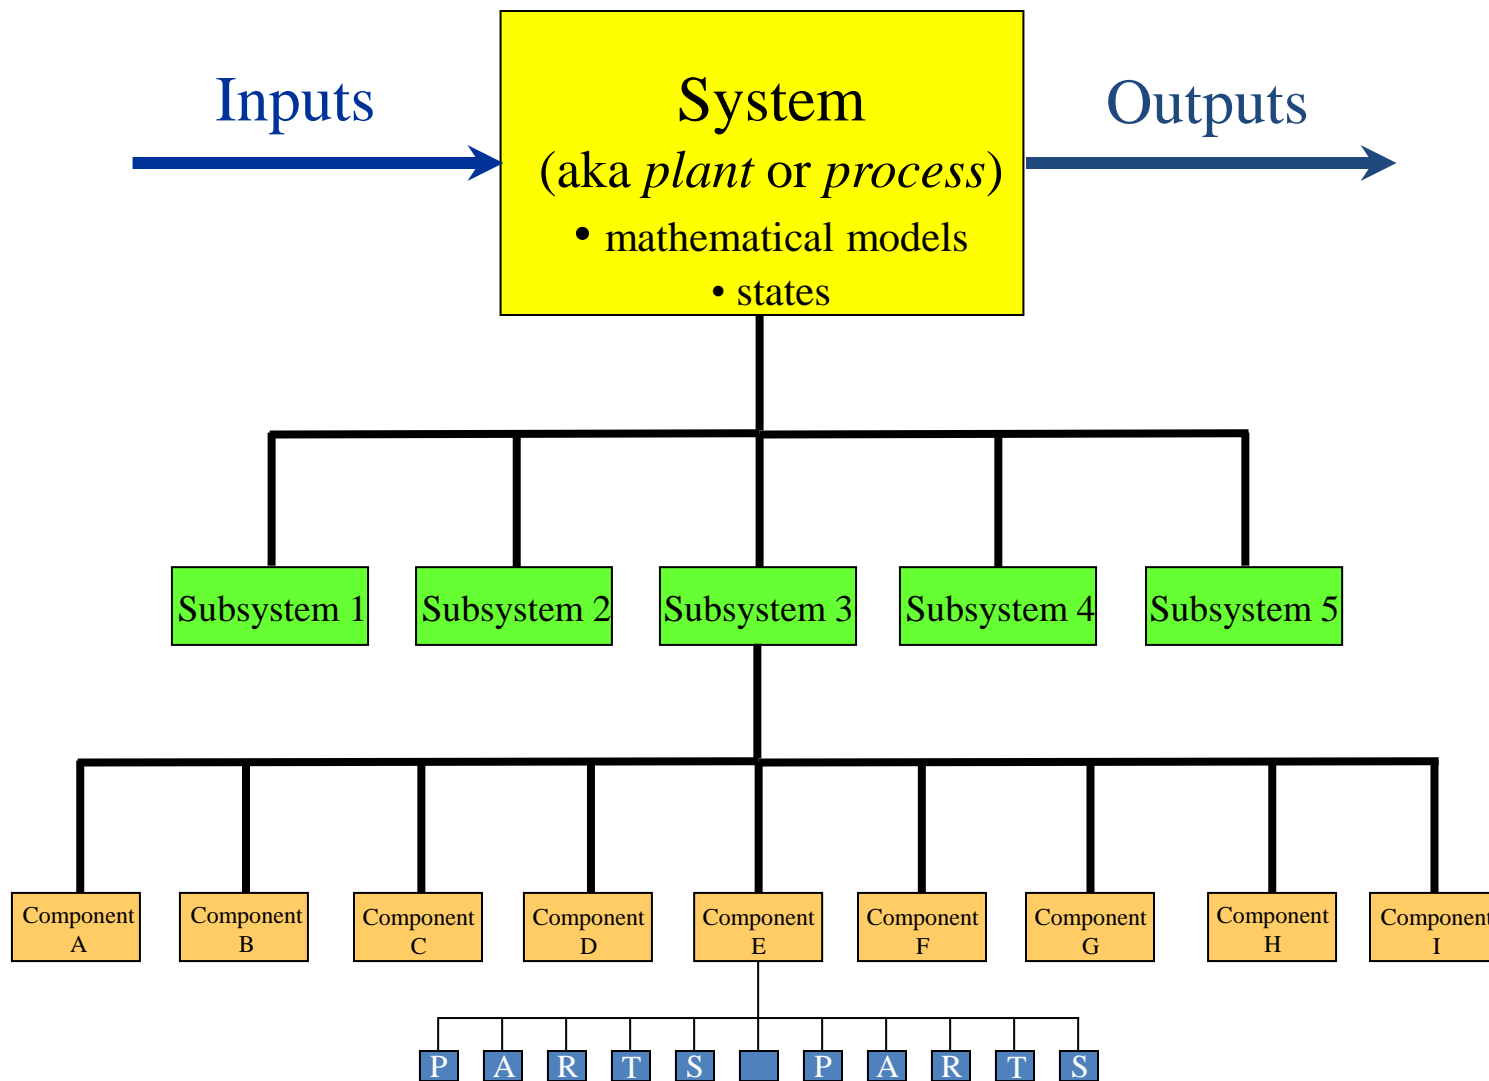 Inputs
System
Outputs
(aka plant or process)
• mathematical models
• states
Subsystem 1
Subsystem 2
Subsystem 3
Subsystem 4
Subsystem 5
Component
A
Component
B
Component
C
Component
D
Component
E
Component
F
Component
G
Component
H
Component
I
P A R T S P A R T S